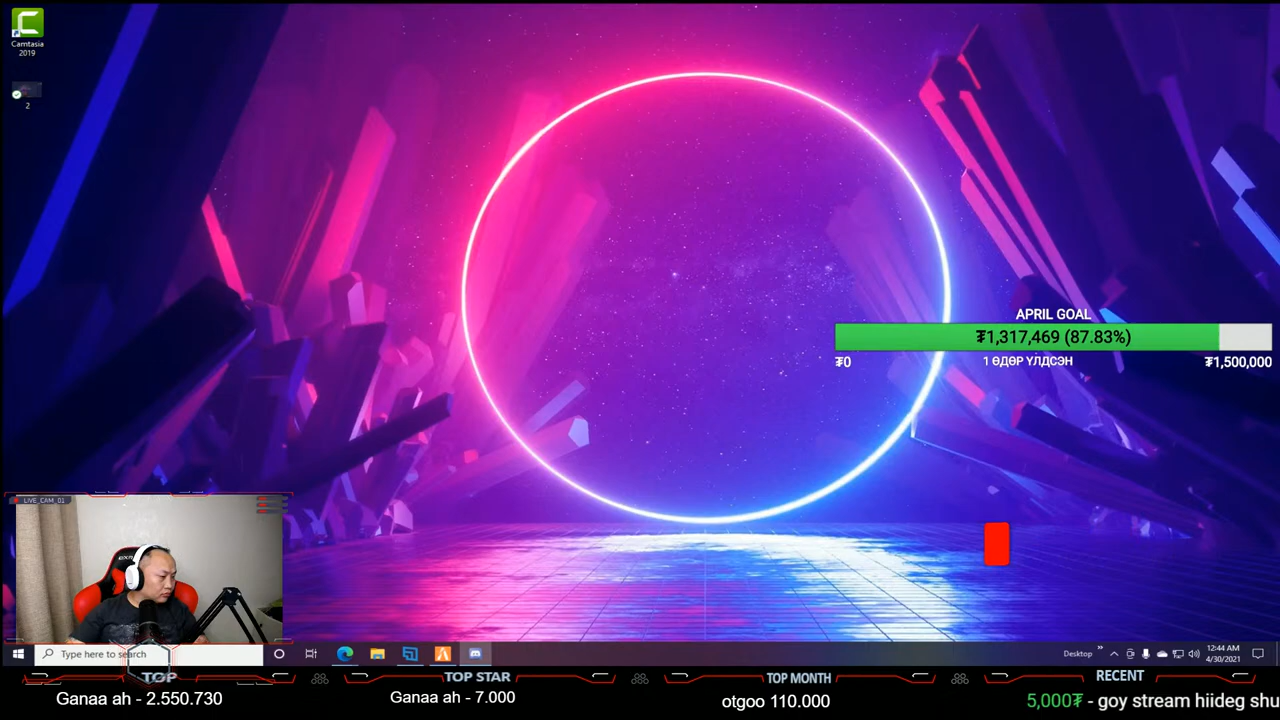 Camtasia
2019
2
APRIL GOAL
₮1,317,469 (87.83%)
₮0
1 ӨДӨР ҮЛДСЭН
₮1,500,000
LIVE_CAM_01
Type here to search
Desktop
12:44 AM
4/30/2021
TOP
Ganaa ah - 2.550.730
TOP STAR
Ganaa ah - 7.000
TOP MONTH
otgoo 110.000
RECENT
5,000₮ - goy stream hiideg shu